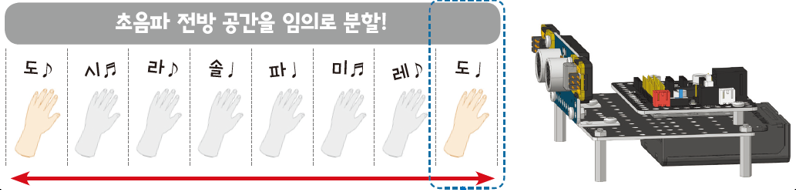 초음파 전방 공간을 임의로 분할!
도♪ 시♬ 라♪ 솔♩ 파♩ 미♬ 레♪ 도♩